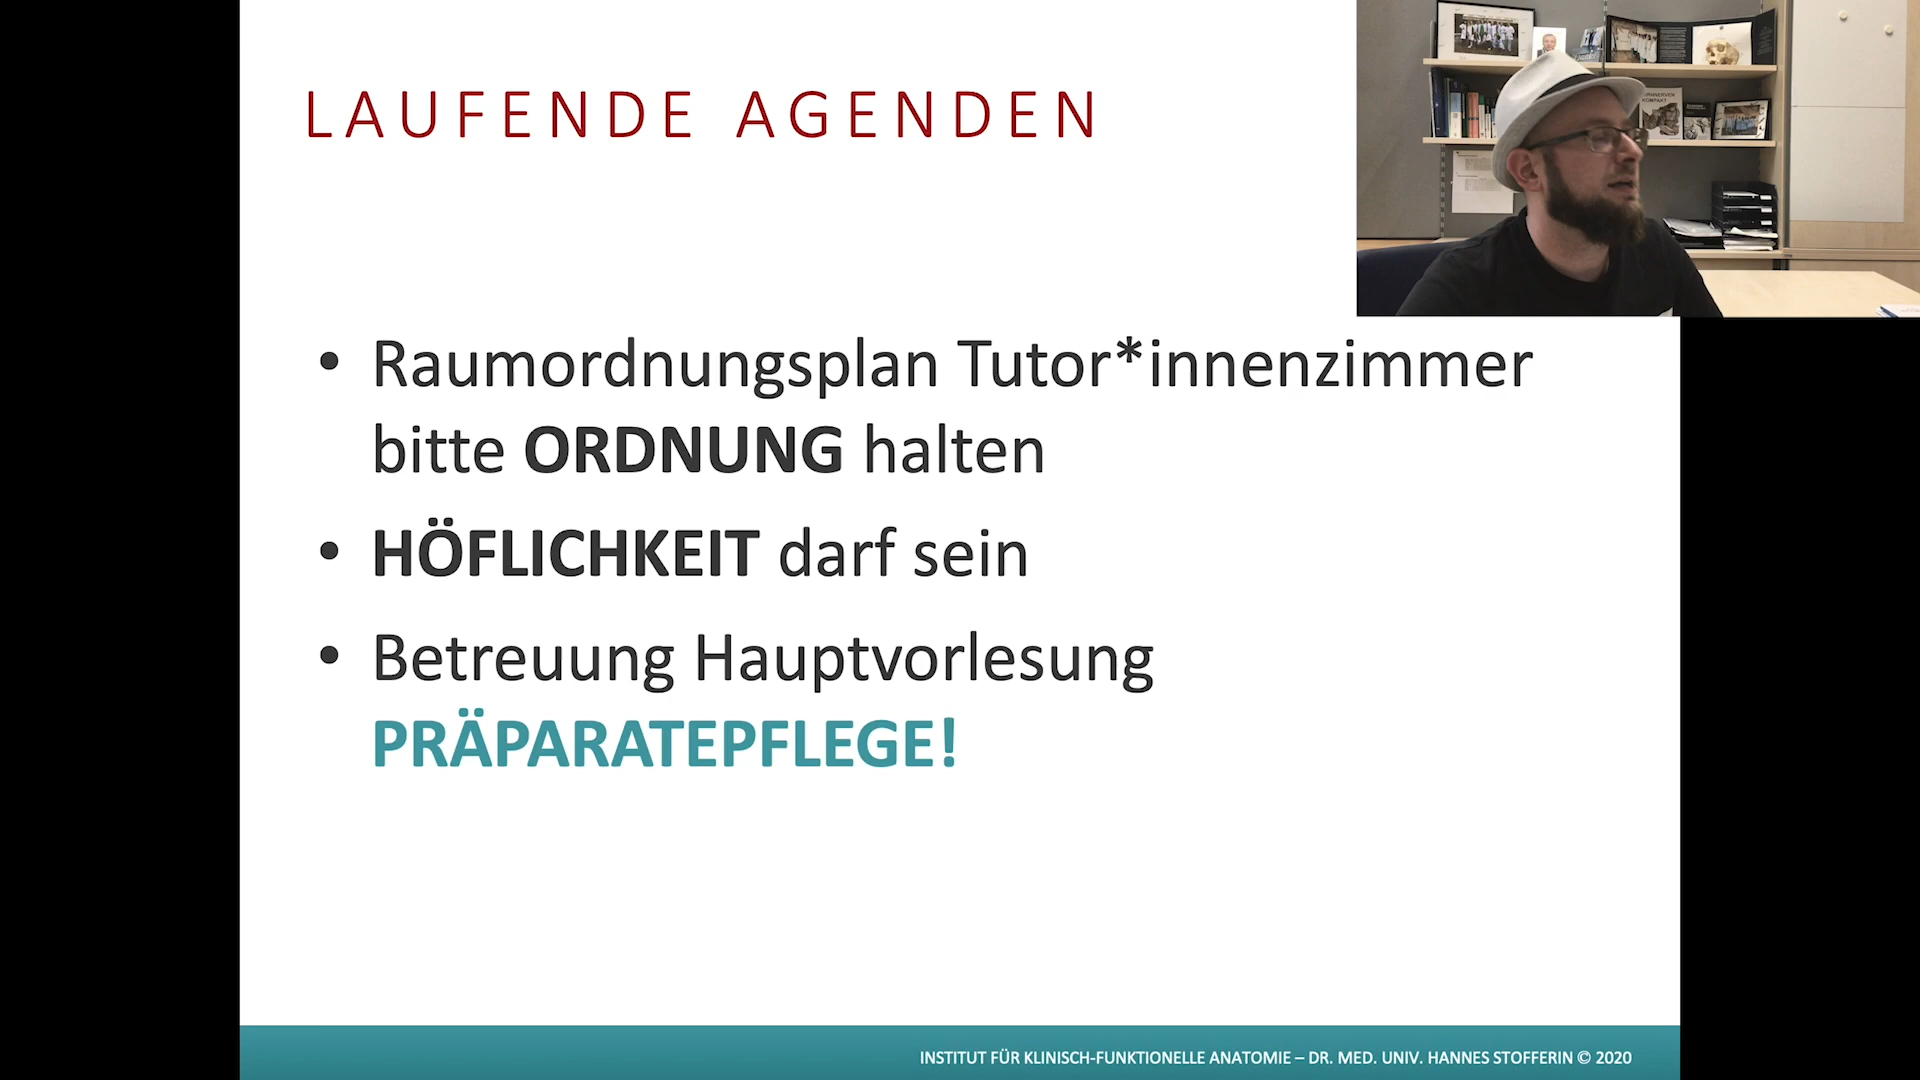 LAUFENDE AGENDEN
• Raumordnungsplan Tutor*innenzimmer
bitte ORDNUNG halten
• HÖFLICHKEIT darf sein
• Betreuung Hauptvorlesung
PRÄPARATEPFLEGE!
INSTITUT FÜR KLINISCH-FUNKTIONELLE ANATOMIE – DR. MED. UNIV. HANNES STOFFERIN © 2020
KOMPAKT